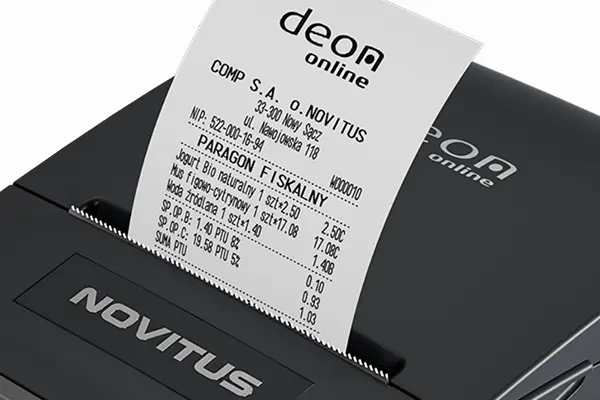 deon
online
COMP S.A. o.NOVITUS
33-300 Nowy Sącz
ul. Nawojowska 118
NIP: 522-000-16-94 W000010
PARAGON FISKALNY
Jogurt Bio naturalny 1 szt*2.50 2.50C
Mus figowo-cytrynowy 1 szt*17.08 17.08C
Woda źródlana 1 szt*1.40 1.40B
SP.OP.B: 1.40 PTU 8% 0.10
SP.OP.C: 19.58 PTU 5% 0.93
SUMA PTU 1.03
deon
online
NOVITUS